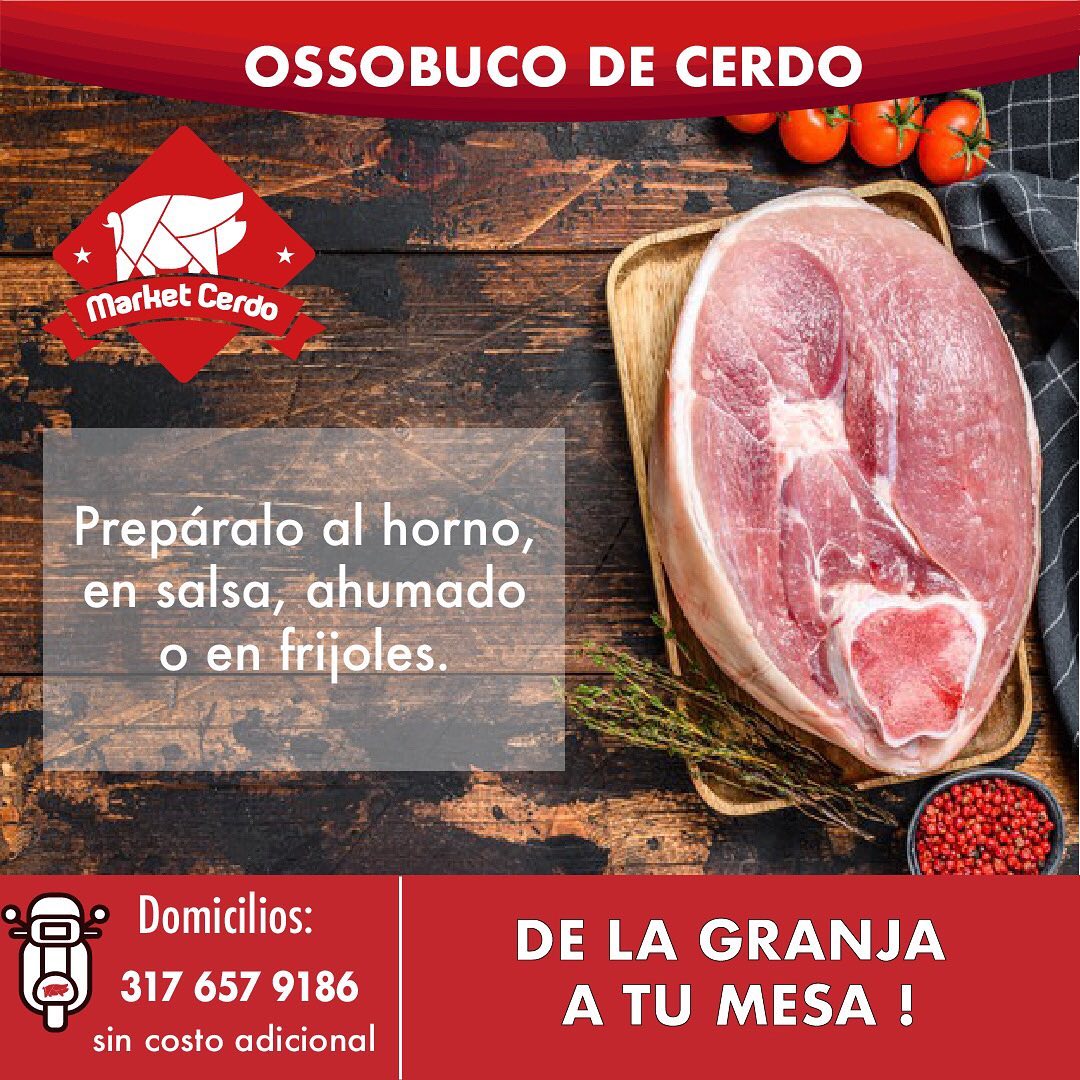 OSSOBUCO DE CERDO
Market Cerdo
Prepáralo al horno,
en salsa, ahumado
o en frijoles.
Domicilios:
317 657 9186
sin costo adicional
DE LA GRANJA
A TU MESA !